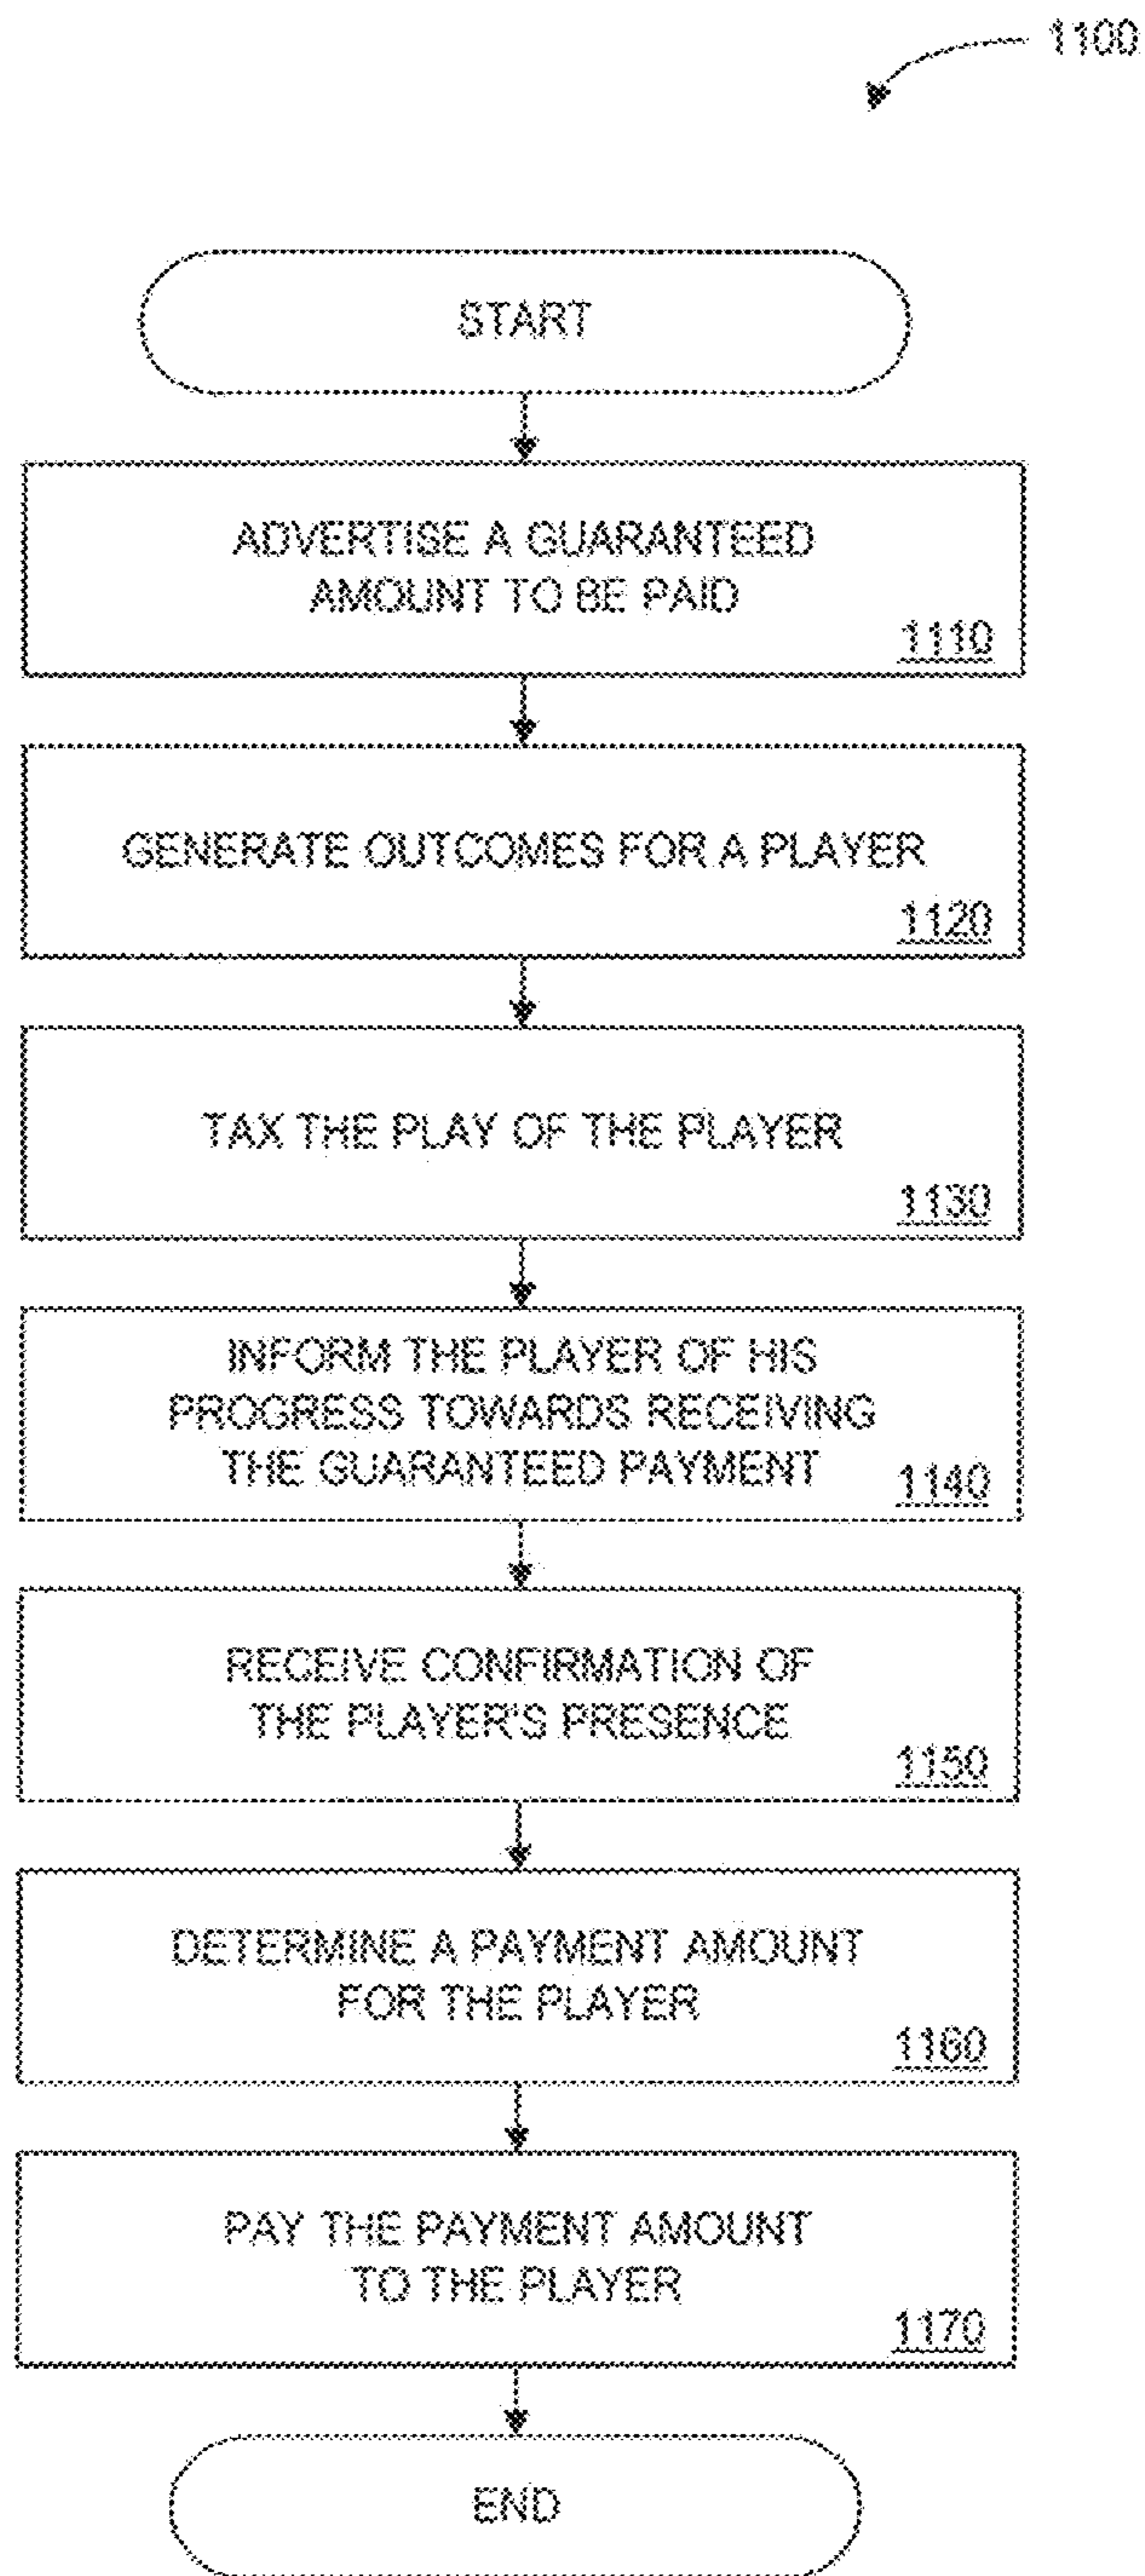 1100
START
ADVERTISE A GUARANTEED
AMOUNT TO BE PAID
1110
GENERATE OUTCOMES FOR A PLAYER
1120
TAX THE PLAY OF THE PLAYER
1130
INFORM THE PLAYER OF HIS
PROGRESS TOWARDS RECEIVING
THE GUARANTEED PAYMENT
1140
RECEIVE CONFIRMATION OF
THE PLAYER'S PRESENCE
1150
DETERMINE A PAYMENT AMOUNT
FOR THE PLAYER
1160
PAY THE PAYMENT AMOUNT
TO THE PLAYER
1170
END